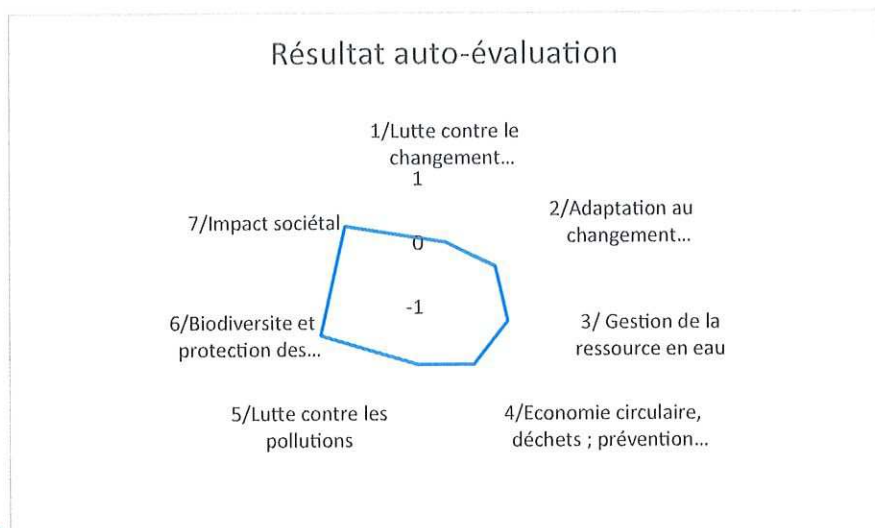 Résultat auto-évaluation
1/Lutte contre le
changement...
1
2/Adaptation au
changement...
7/Impact sociétal
0
-1
3/ Gestion de la
ressource en eau
6/Biodiversite et
protection des...
5/Lutte contre les
pollutions
4/Economie circulaire,
déchets ; prévention...